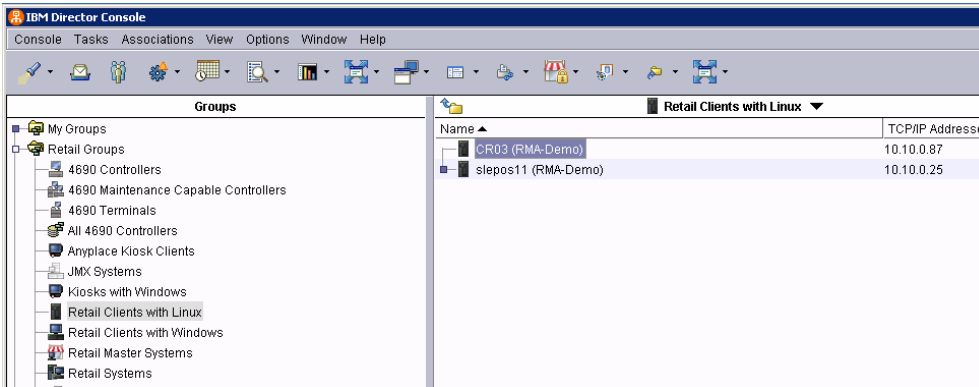 IBM Director Console
Console Tasks Associations View Options Window Help
Groups
My Groups
Retail Groups
4690 Controllers
4690 Maintenance Capable Controllers
4690 Terminals
All 4690 Controllers
Anyplace Kiosk Clients
JMX Systems
Kiosks with Windows
Retail Clients with Linux
Retail Clients with Windows
Retail Master Systems
Retail Systems
Retail Clients with Linux
Name TCP/IP Addresse
CR03 (RMA-Demo) 10.10.0.87
slepos11 (RMA-Demo) 10.10.0.25